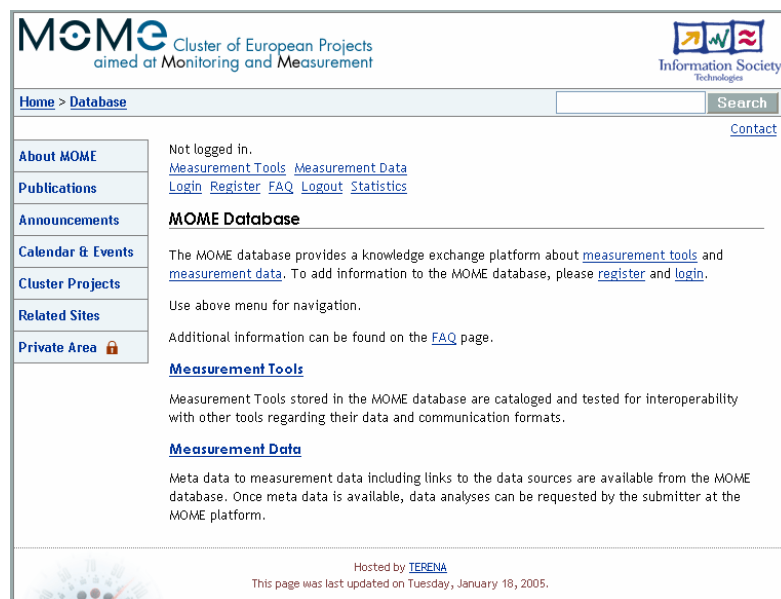 MOME Cluster of European Projects
aimed at Monitoring and Measurement
Information Society
Technologies
Home > Database
Search
Contact
About MOME
Publications
Announcements
Calendar & Events
Cluster Projects
Related Sites
Private Area
Not logged in.
Measurement Tools Measurement Data
Login Register FAQ Logout Statistics
MOME Database
The MOME database provides a knowledge exchange platform about measurement tools and
measurement data. To add information to the MOME database, please register and login.
Use above menu for navigation.
Additional information can be found on the FAQ page.
Measurement Tools
Measurement Tools stored in the MOME database are cataloged and tested for interoperability
with other tools regarding their data and communication formats.
Measurement Data
Meta data to measurement data including links to the data sources are available from the MOME
database. Once meta data is available, data analyses can be requested by the submitter at the
MOME platform.
Hosted by TERENA
This page was last updated on Tuesday, January 18, 2005.